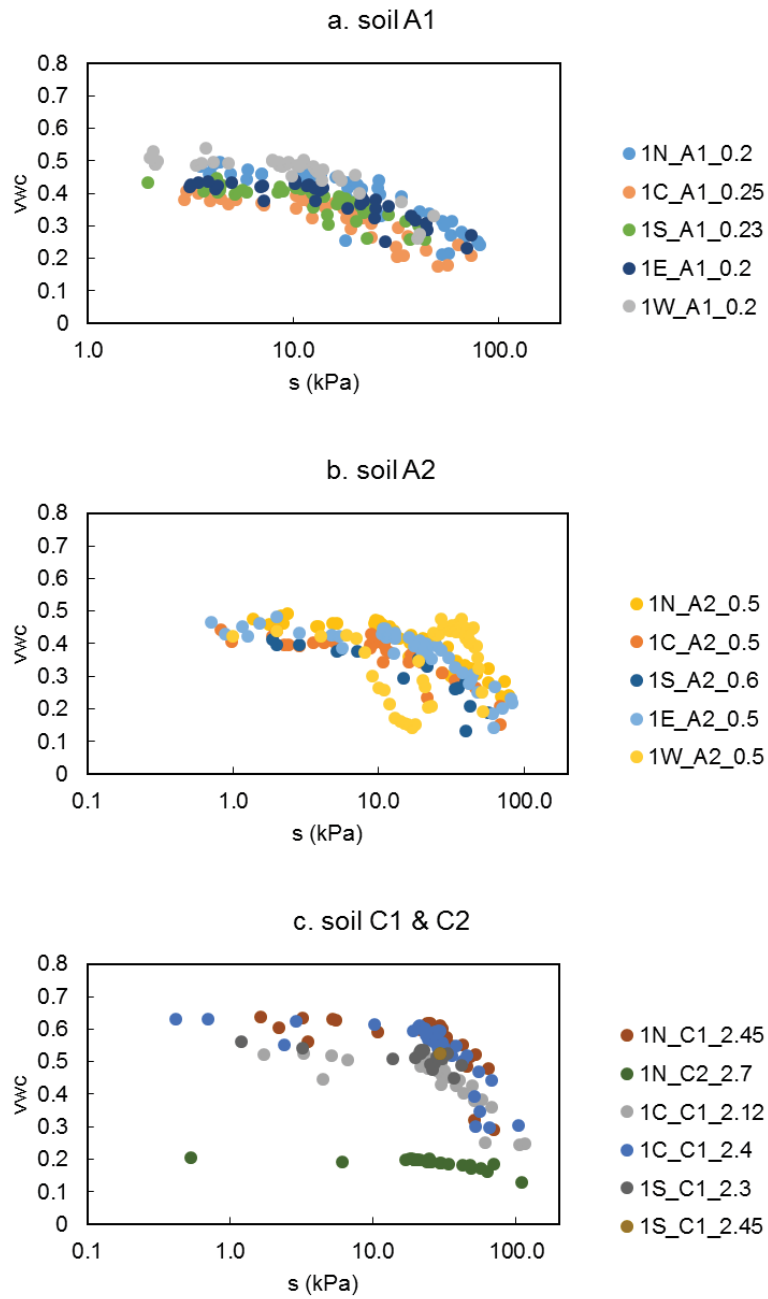 a. soil A1
0.8
0.7
0.6
0.5
0.4
0.3
0.2
0.1
0
vwc
1.0 10.0 100.0
s (kPa)
1N_A1_0.2
1C_A1_0.25
1S_A1_0.23
1E_A1_0.2
1W_A1_0.2
b. soil A2
0.8
0.7
0.6
0.5
0.4
0.3
0.2
0.1
0
vwc
0.1 1.0 10.0 100.0
s (kPa)
1N_A2_0.5
1C_A2_0.5
1S_A2_0.6
1E_A2_0.5
1W_A2_0.5
c. soil C1 & C2
0.8
0.7
0.6
0.5
0.4
0.3
0.2
0.1
0
vwc
0.1 1.0 10.0 100.0
s (kPa)
1N_C1_2.45
1N_C2_2.7
1C_C1_2.12
1C_C1_2.4
1S_C1_2.3
1S_C1_2.45